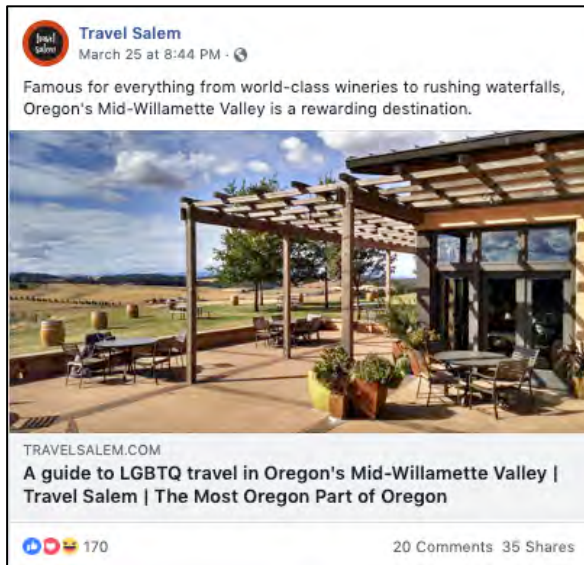 travel
salem
Travel Salem
March 25 at 8:44 PM ·
Famous for everything from world-class wineries to rushing waterfalls,
Oregon's Mid-Willamette Valley is a rewarding destination.
TRAVELSALEM.COM
A guide to LGBTQ travel in Oregon's Mid-Willamette Valley |
Travel Salem | The Most Oregon Part of Oregon
170
20 Comments 35 Shares